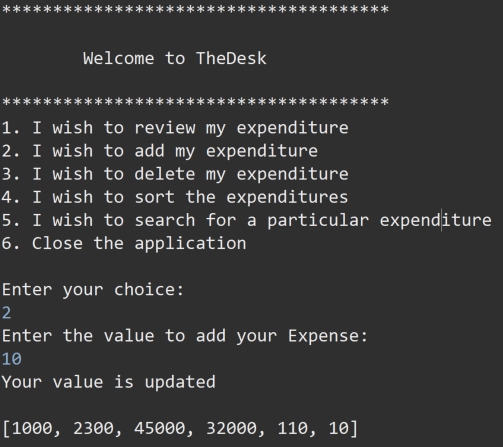 **************************************
Welcome to TheDesk
**************************************
1. I wish to review my expenditure
2. I wish to add my expenditure
3. I wish to delete my expenditure
4. I wish to sort the expenditures
5. I wish to search for a particular expenditure
6. Close the application
Enter your choice:
2
Enter the value to add your Expense:
10
Your value is updated
[1000, 2300, 45000, 32000, 110, 10]